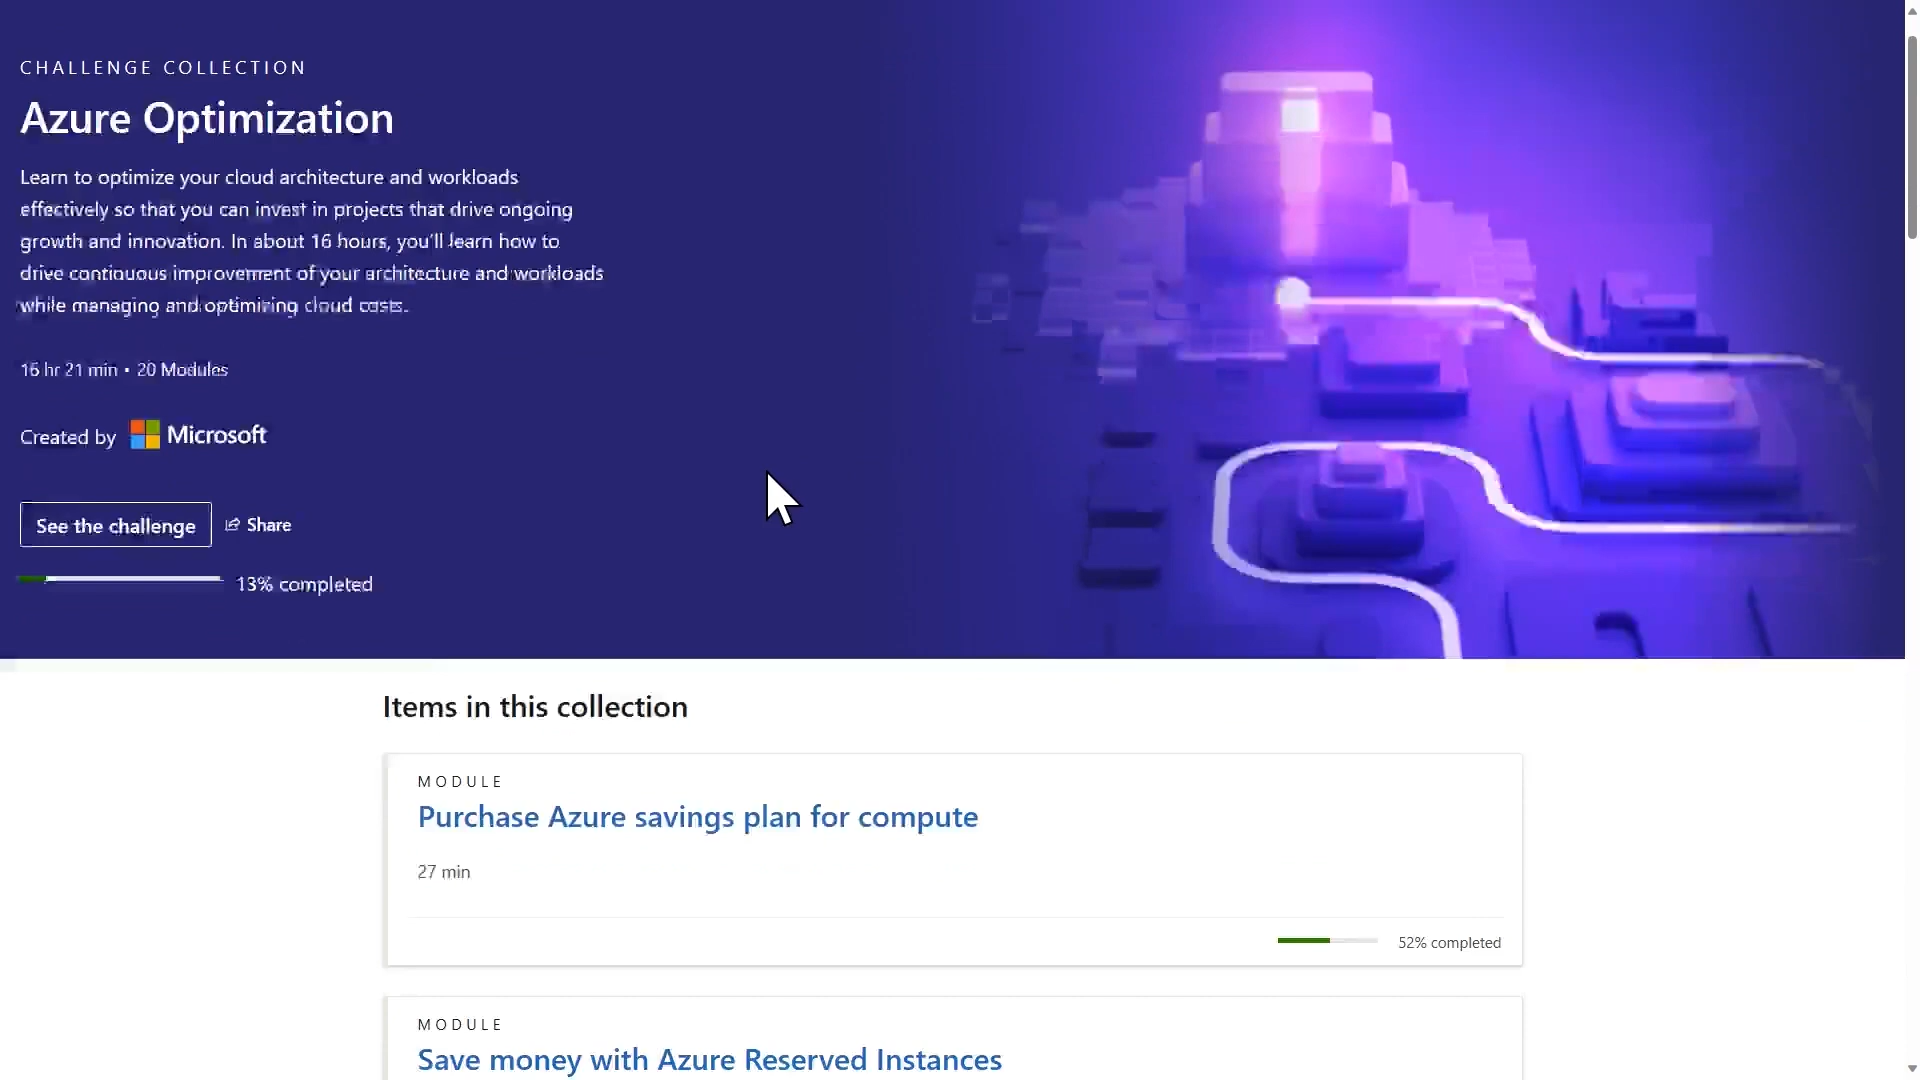 CHALLENGE COLLECTION
Azure Optimization
Learn to optimize your cloud architecture and workloads
effectively so that you can invest in projects that drive ongoing
growth and innovation. In about 16 hours, you'll learn how to
drive continuous improvement of your architecture and workloads
while managing and optimizing cloud costs.
16 hr 21 min • 20 Modules
Created by Microsoft
See the challenge Share
13% completed
Items in this collection
MODULE
Purchase Azure savings plan for compute
27 min
52% completed
MODULE
Save money with Azure Reserved Instances